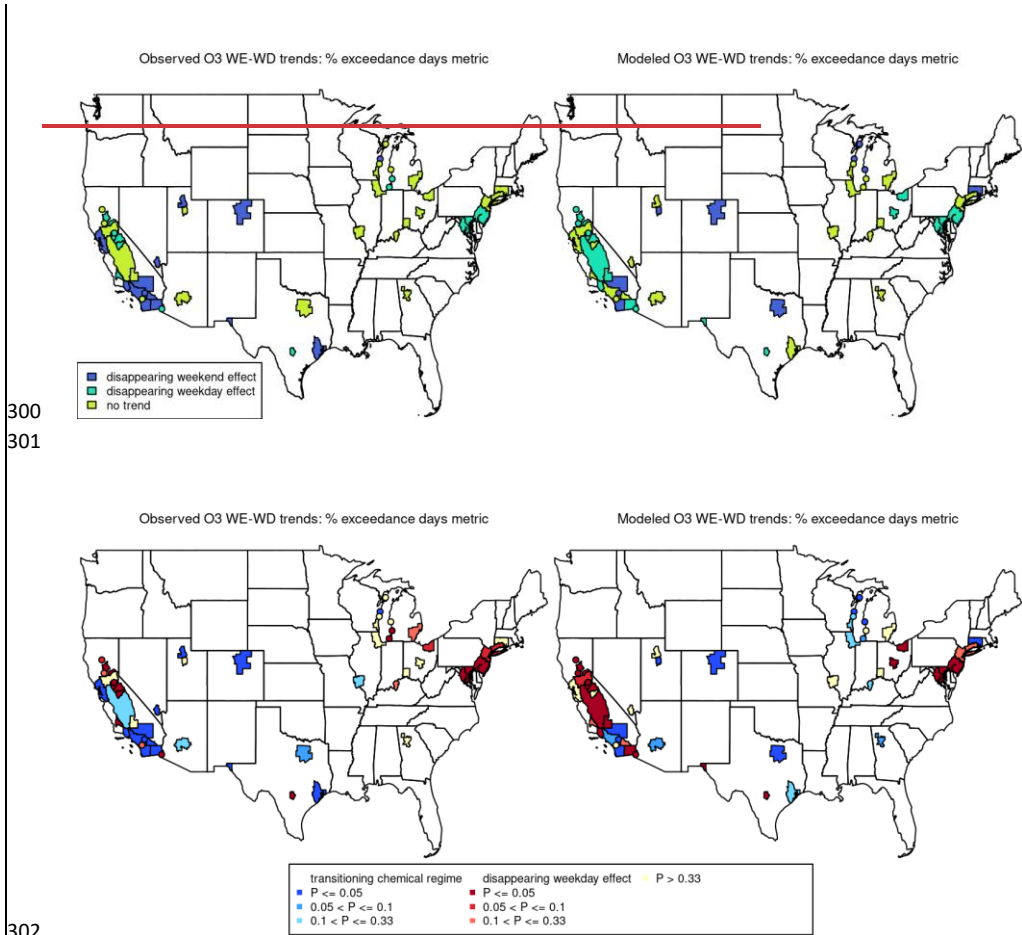 Observed O3 WE-WD trends: % exceedance days metric
Modeled O3 WE-WD trends: % exceedance days metric
disappearing weekend effect
disappearing weekday effect
no trend
300
301
Observed O3 WE-WD trends: % exceedance days metric
Modeled O3 WE-WD trends: % exceedance days metric
transitioning chemical regime disappearing weekday effect P > 0.33
P <= 0.05 P <= 0.05
0.05 < P <= 0.1 0.05 < P <= 0.1
0.1 < P <= 0.33 0.1 < P <= 0.33
302